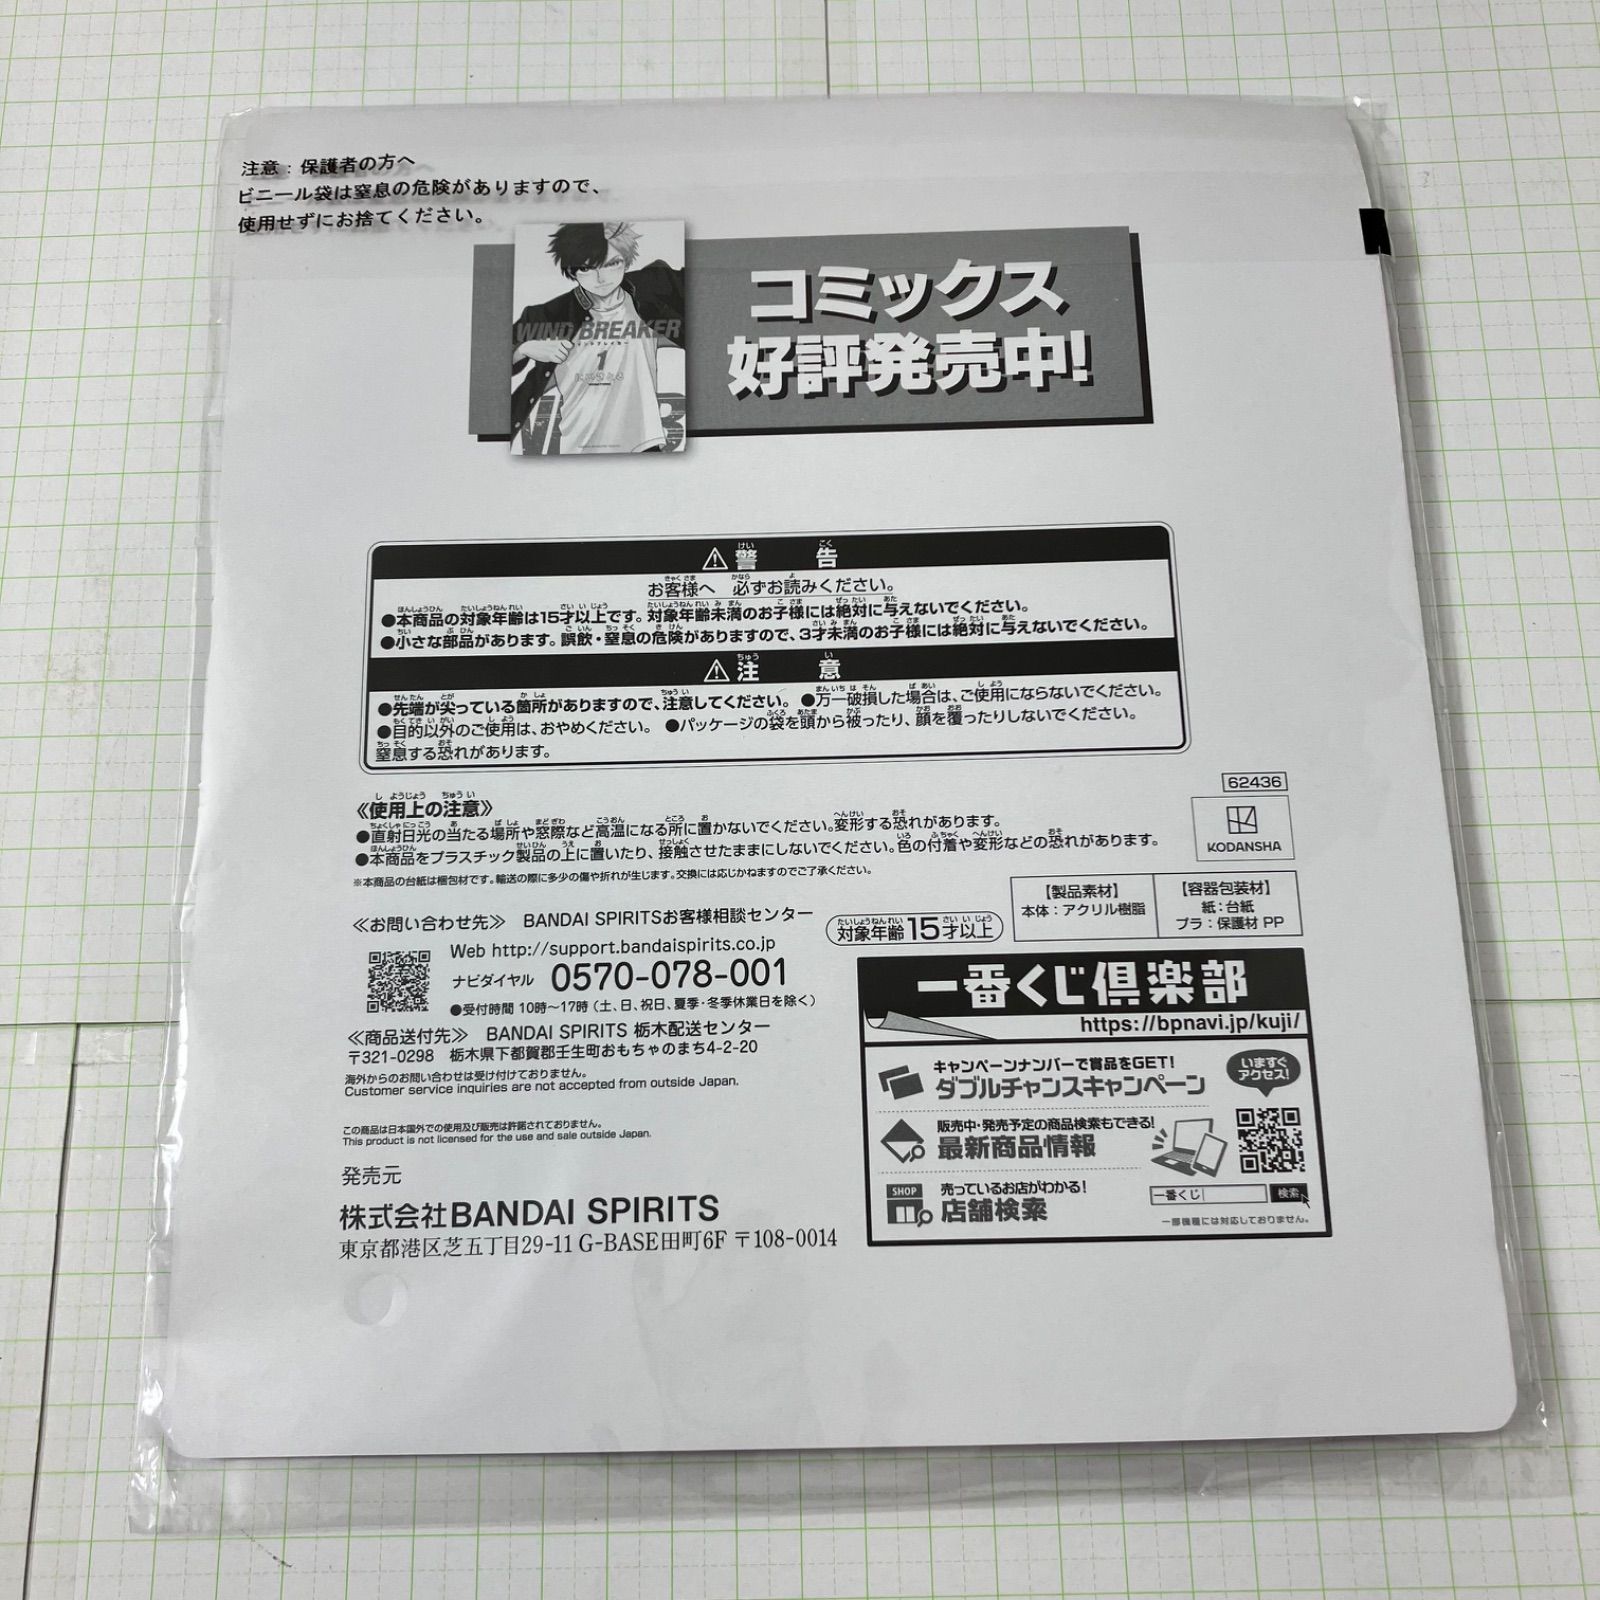 注意：保護者の方へ
ビニール袋は窒息の危険がありますので、
使用せずにお捨てください。
WIND BREAKER
ウィンドブレイカー
1
にいさとる
コミックス
好評発売中!
⚠警告
お客様へ 必ずお読みください。
●本商品の対象年齢は15才以上です。対象年齢未満のお子様には絶対に与えないでください。
●小さな部品があります。誤飲・窒息の危険がありますので、3才未満のお子様には絶対に与えないでください。
⚠注意
●先端が尖っている箇所がありますので、注意してください。 ●万一破損した場合は、ご使用にならないでください。
●目的以外のご使用は、おやめください。 ●パッケージの袋を頭から被ったり、顔を覆ったりしないでください。
窒息する恐れがあります。
62436
KODANSHA
《使用上の注意》
●直射日光の当たる場所や窓際など高温になる所に置かないでください。変形する恐れがあります。
●本商品をプラスチック製品の上に置いたり、接触させたままにしないでください。色の付着や変形などの恐れがあります。
※本商品の台紙は梱包材です。輸送の際に多少の傷や折れが生じます。交換には応じかねますのでご了承ください。
【製品素材】
本体：アクリル樹脂
【容器包装材】
紙：台紙
プラ：保護材 PP
対象年齢15才以上
≪お問い合わせ先≫ BANDAI SPIRITSお客様相談センター
Web http://support.bandaispirits.co.jp
ナビダイヤル 0570-078-001
●受付時間 10時～17時（土、日、祝日、夏季・冬季休業日を除く）
≪商品送付先≫ BANDAI SPIRITS 栃木配送センター
〒321-0298 栃木県下都賀郡壬生町おもちゃのまち4-2-20
海外からのお問い合わせは受け付けておりません。
Customer service inquiries are not accepted from outside Japan.
この商品は日本国外での使用及び販売は許諾されておりません。
This product is not licensed for the use and sale outside Japan.
発売元
株式会社BANDAI SPIRITS
東京都港区芝五丁目29-11 G-BASE田町6F 〒108-0014
一番くじ倶楽部
https://bpnavi.jp/kuji/
キャンペーンナンバーで賞品をGET!
ダブルチャンスキャンペーン
いますぐ
アクセス!
販売中・発売予定の商品検索もできる!
最新商品情報
SHOP
売っているお店がわかる!
店舗検索
一番くじ
検索
一部機種には対応しておりません。